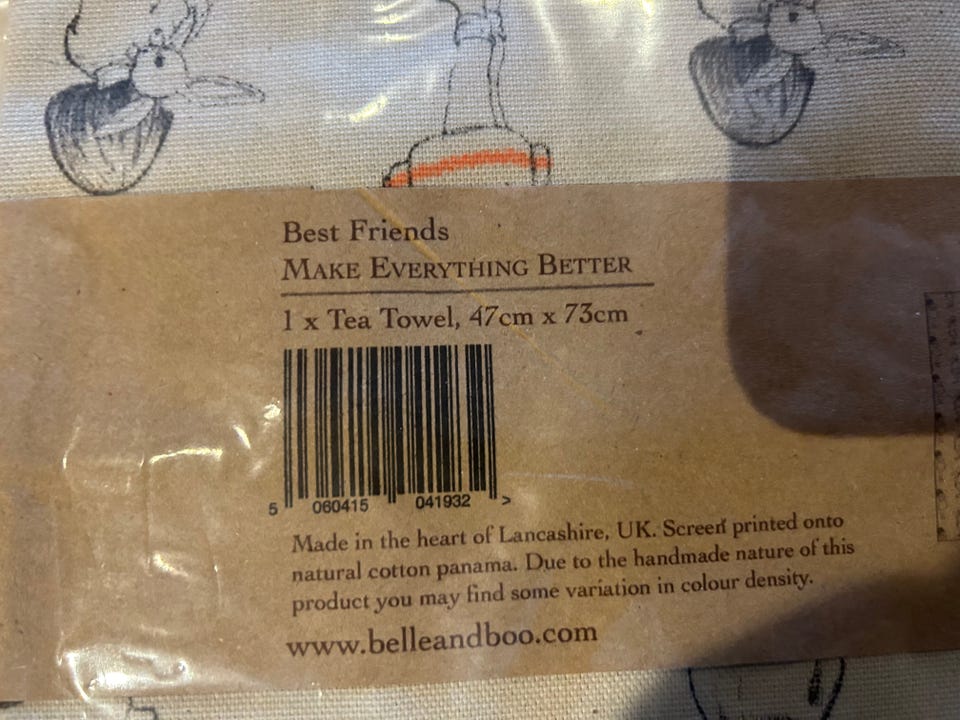 Best Friends
MAKE EVERYTHING BETTER
1 x Tea Towel, 47cm x 73cm
5 060415 041932 >
Made in the heart of Lancashire, UK. Screen printed onto
natural cotton panama. Due to the handmade nature of this
product you may find some variation in colour density.
www.belleandboo.com